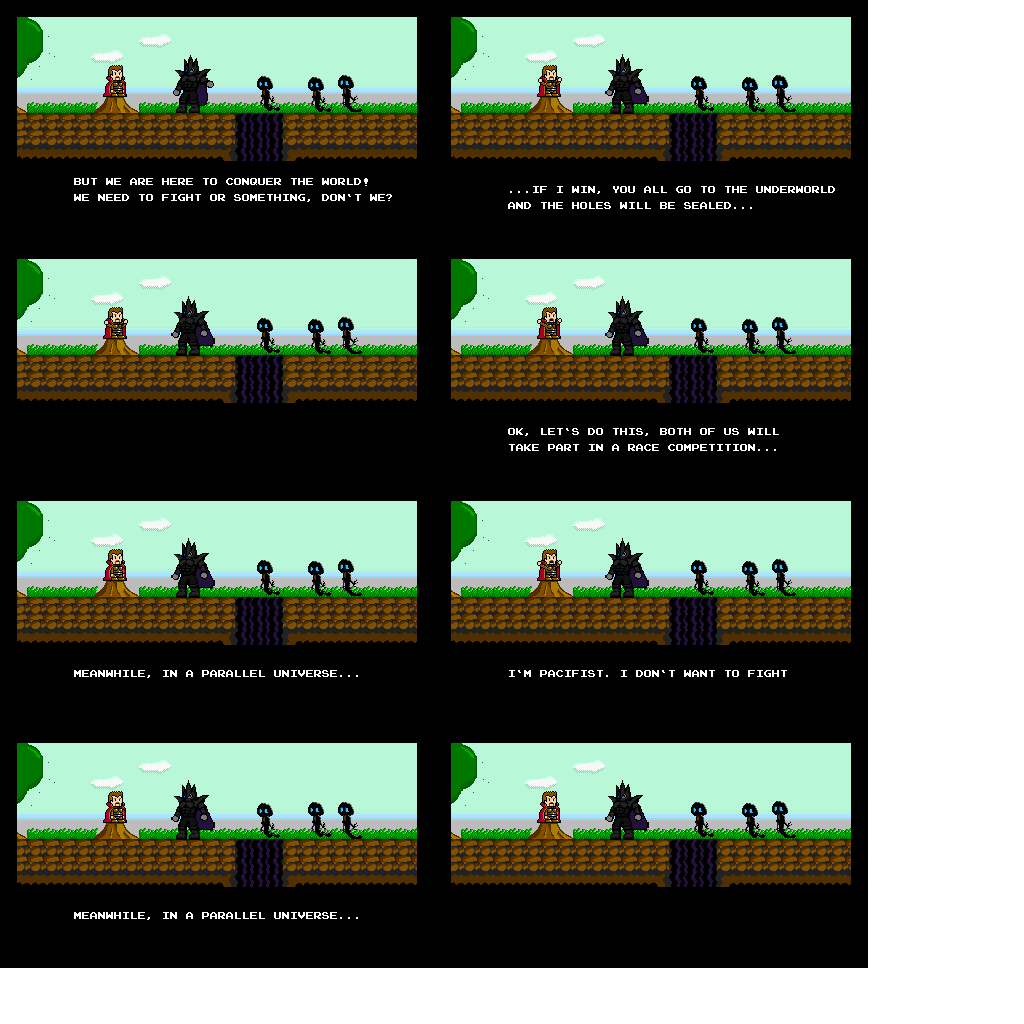 BUT WE ARE HERE TO CONQUER THE WORLD!
WE NEED TO FIGHT OR SOMETHING, DON'T WE?
...IF I WIN, YOU ALL GO TO THE UNDERWORLD
AND THE HOLES WILL BE SEALED...
OK, LET'S DO THIS, BOTH OF US WILL
TAKE PART IN A RACE COMPETITION...
MEANWHILE, IN A PARALLEL UNIVERSE...
I'M PACIFIST. I DON'T WANT TO FIGHT
MEANWHILE, IN A PARALLEL UNIVERSE...